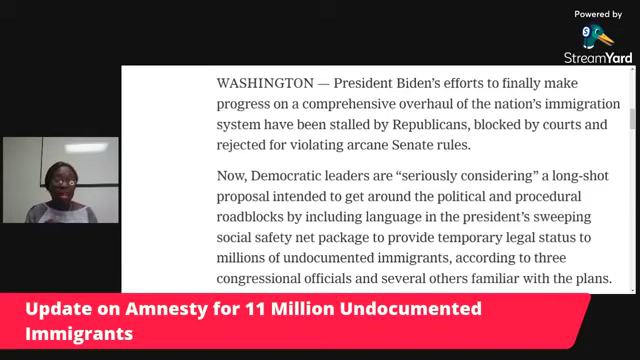 Powered by
StreamYard
WASHINGTON — President Biden's efforts to finally make
progress on a comprehensive overhaul of the nation's immigration
system have been stalled by Republicans, blocked by courts and
rejected for violating arcane Senate rules.
Now, Democratic leaders are “seriously considering” a long-shot
proposal intended to get around the political and procedural
roadblocks by including language in the president's sweeping
social safety net package to provide temporary legal status to
millions of undocumented immigrants, according to three
congressional officials and several others familiar with the plans.
Update on Amnesty for 11 Million Undocumented
Immigrants